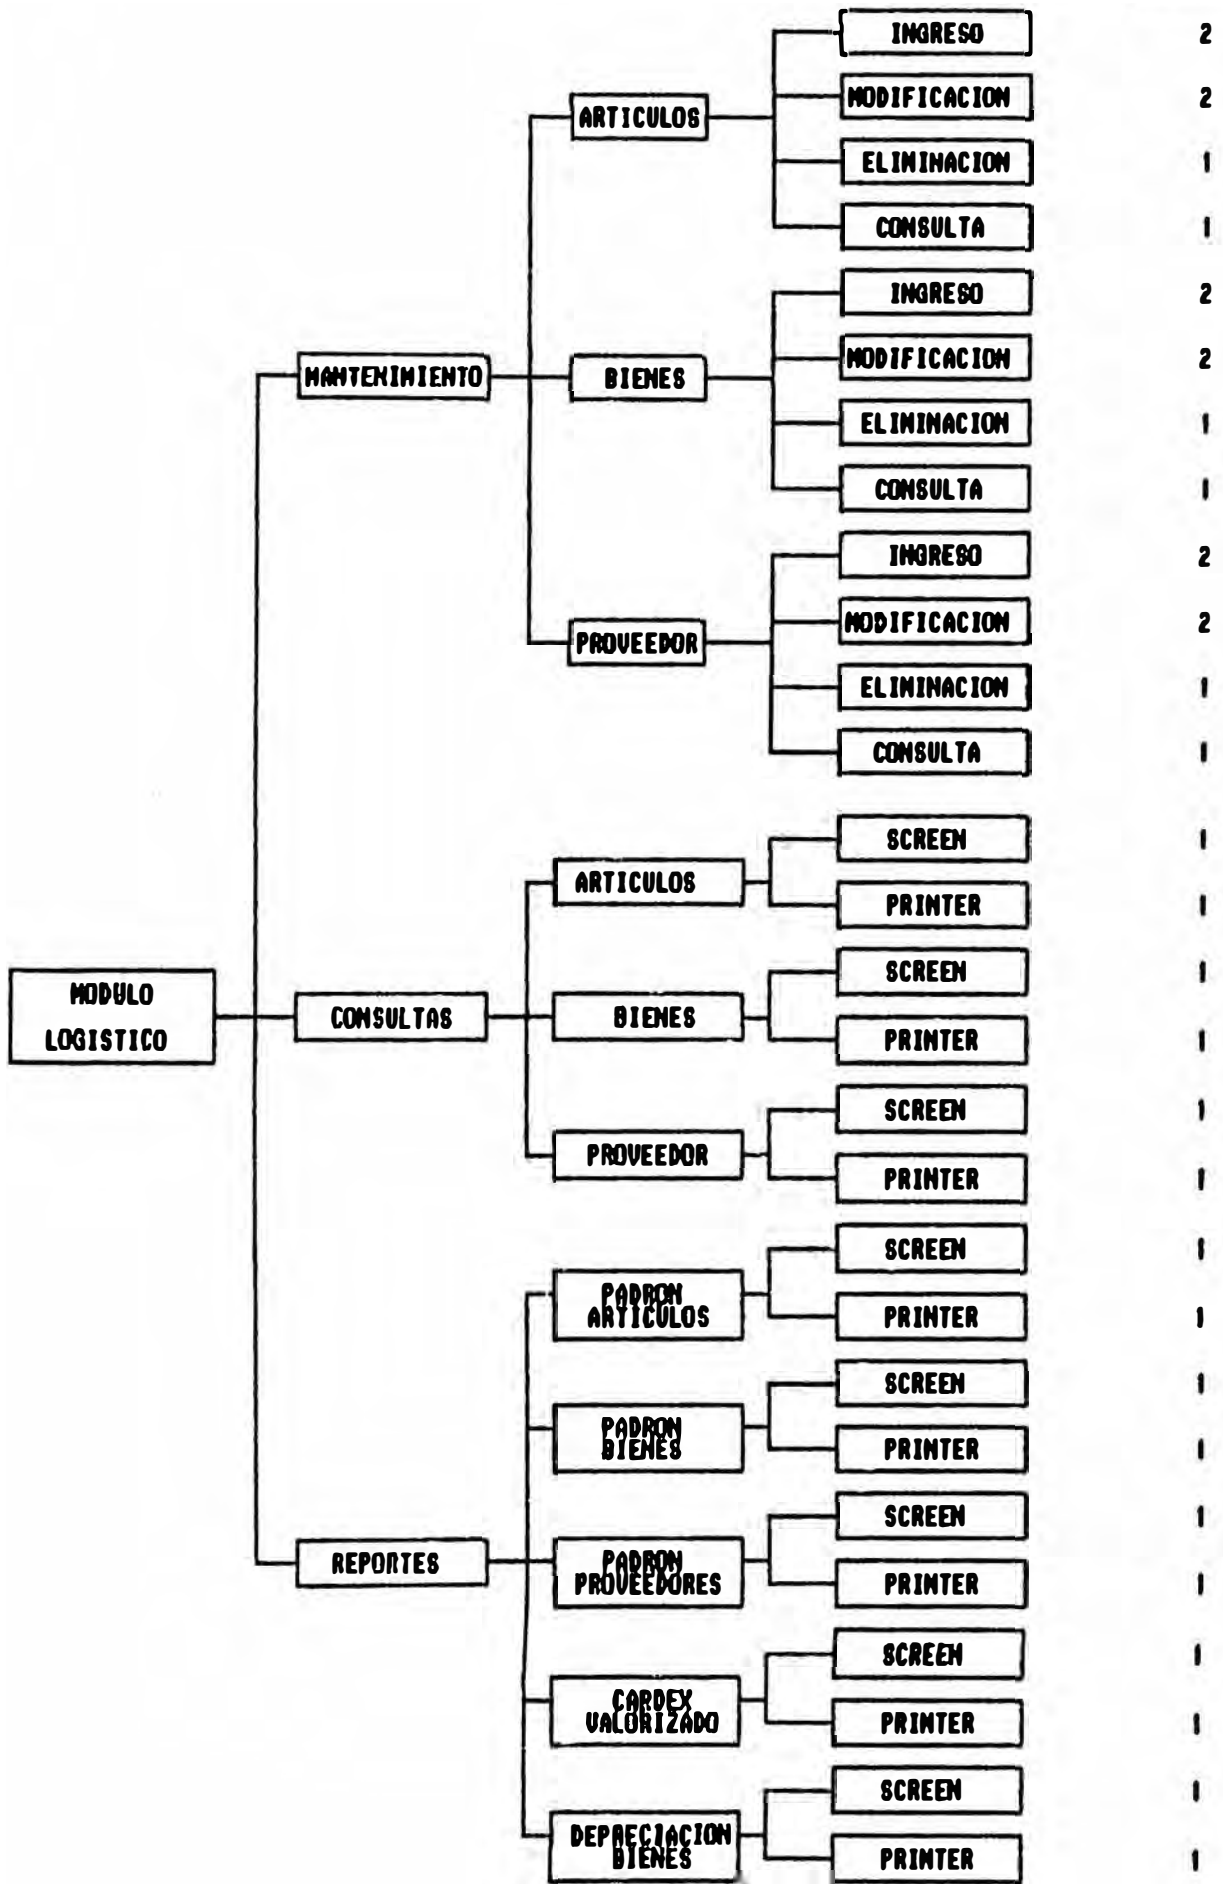 INGRESO 2
MODIFICACION 2
ARTICULOS
ELIMINACION 1
CONSULTA 1
INGRESO 2
MODIFICACION 2
MANTENIMIENTO
BIENES
ELIMINACION 1
CONSULTA 1
INGRESO 2
MODIFICACION 2
PROVEEDOR
ELIMINACION 1
CONSULTA 1
SCREEN 1
ARTICULOS
PRINTER 1
SCREEN 1
MODULO
LOGISTICO
CONSULTAS
BIENES
PRINTER 1
SCREEN 1
PROVEEDOR
PRINTER 1
SCREEN 1
PADRON
ARTICULOS
PRINTER 1
SCREEN 1
PADRON
BIENES
PRINTER 1
SCREEN 1
REPORTES
PADRON
PROVEEDORES
PRINTER 1
SCREEN 1
CARDEX
VALORIZADO
PRINTER 1
SCREEN 1
DEPRECIACION
BIENES
PRINTER 1